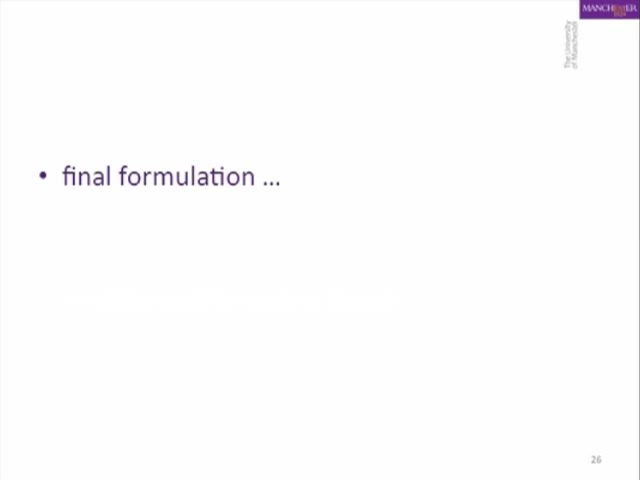 MANCHESTER
1824
The University
of Manchester
• final formulation ...
26